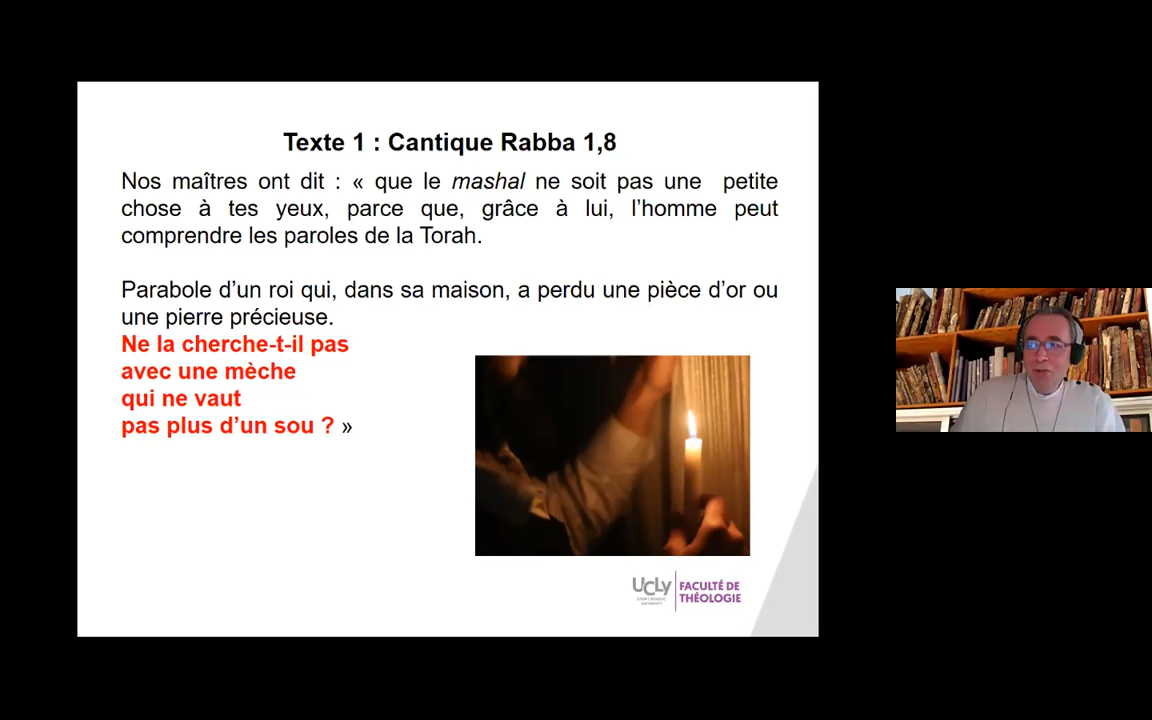 Texte 1 : Cantique Rabba 1,8
Nos maîtres ont dit : « que le mashal ne soit pas une petite
chose à tes yeux, parce que, grâce à lui, l’homme peut
comprendre les paroles de la Torah.
Parabole d’un roi qui, dans sa maison, a perdu une pièce d’or ou
une pierre précieuse.
Ne la cherche-t-il pas
avec une mèche
qui ne vaut
pas plus d’un sou ? »
UCLy
LYON CATHOLIC
UNIVERSITY
FACULTÉ DE
THÉOLOGIE